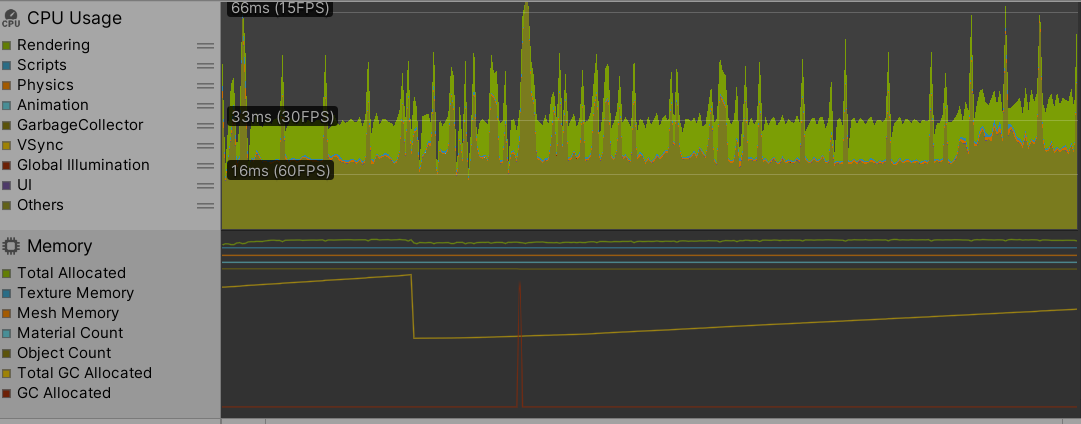 CPU
CPU Usage
Rendering
Scripts
Physics
Animation
GarbageCollector
VSync
Global Illumination
UI
Others
66ms (15FPS)
33ms (30FPS)
16ms (60FPS)
Memory
Total Allocated
Texture Memory
Mesh Memory
Material Count
Object Count
Total GC Allocated
GC Allocated